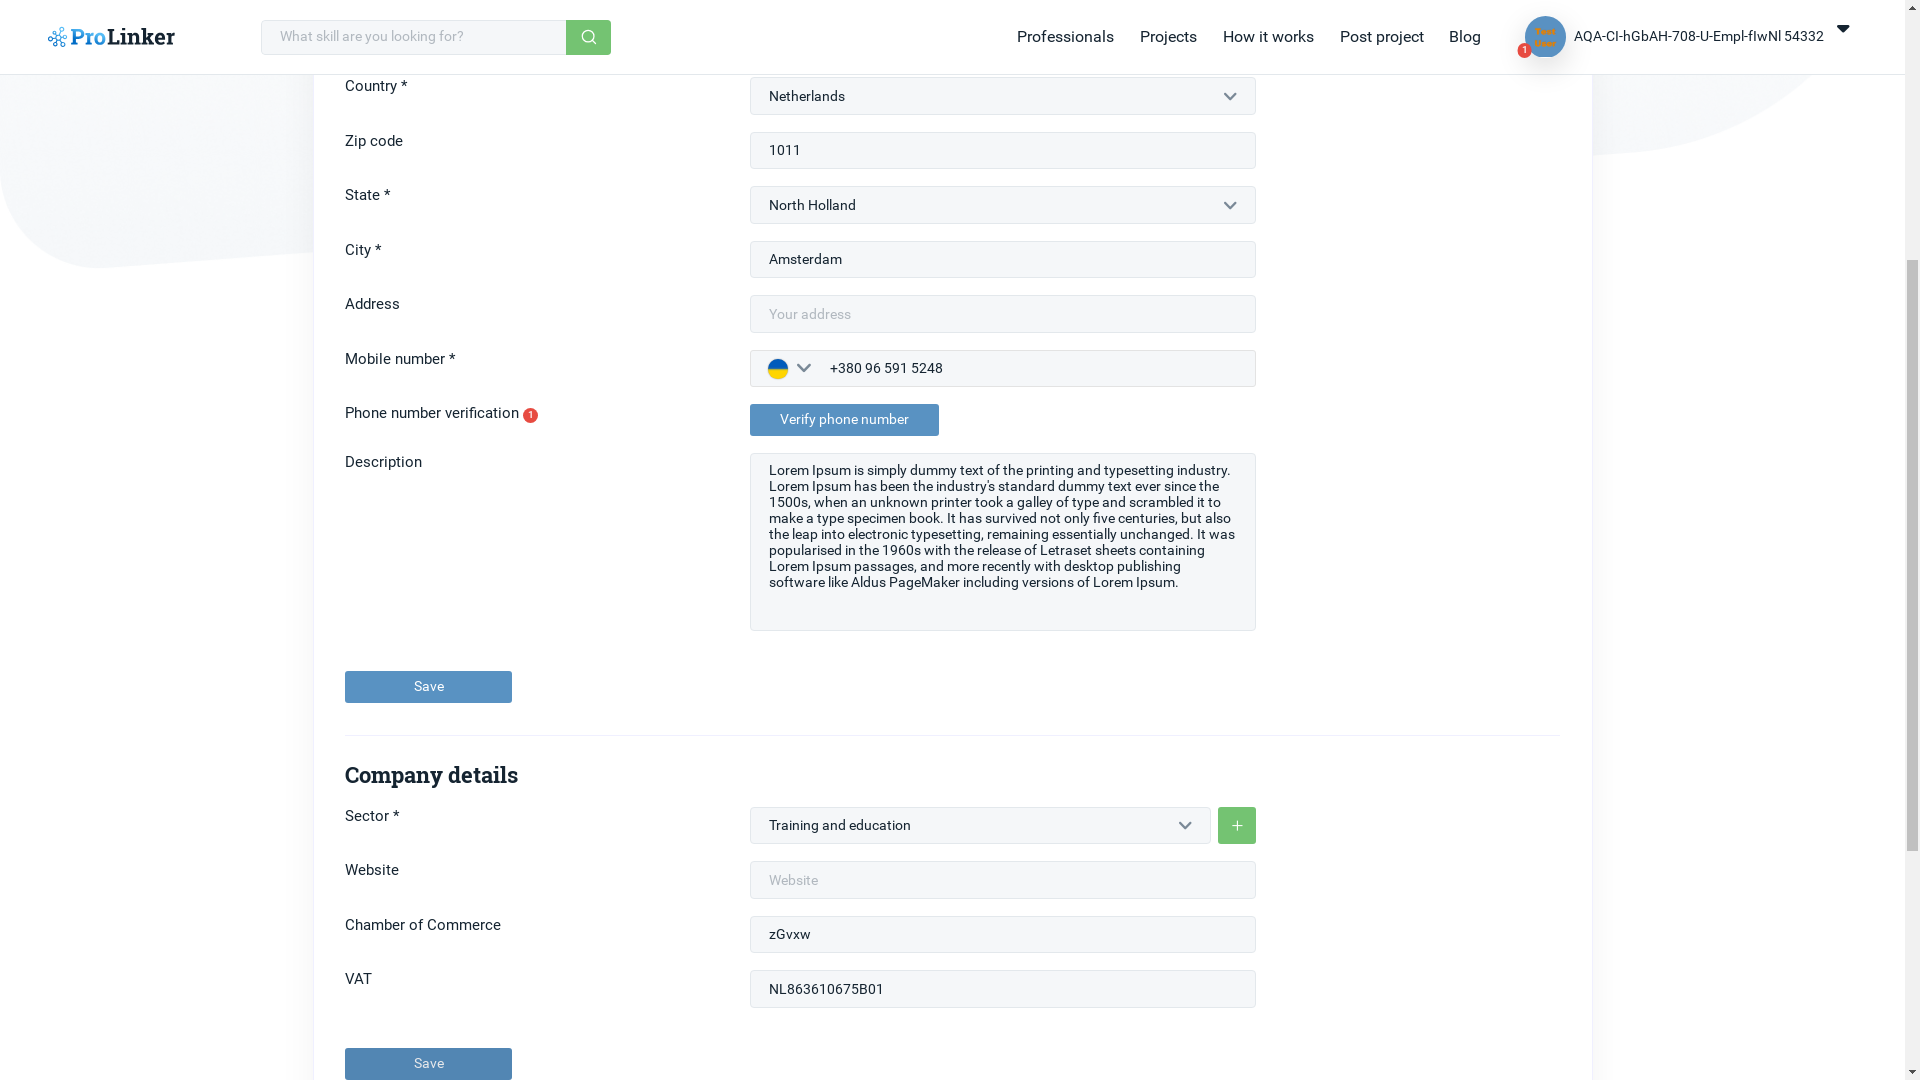 ProLinker
What skill are you looking for?
Professionals
Projects
How it works
Post project
Blog
Test
User
1
AQA-CI-hGbAH-708-U-Empl-fIwNl 54332
Country *
Netherlands
Zip code
1011
State *
North Holland
City *
Amsterdam
Address
Your address
Mobile number *
+380 96 591 5248
Phone number verification 1
Verify phone number
Description
Lorem Ipsum is simply dummy text of the printing and typesetting industry.
Lorem Ipsum has been the industry's standard dummy text ever since the
1500s, when an unknown printer took a galley of type and scrambled it to
make a type specimen book. It has survived not only five centuries, but also
the leap into electronic typesetting, remaining essentially unchanged. It was
popularised in the 1960s with the release of Letraset sheets containing
Lorem Ipsum passages, and more recently with desktop publishing
software like Aldus PageMaker including versions of Lorem Ipsum.
Save
Company details
Sector *
Training and education
Website
Website
Chamber of Commerce
zGvxw
VAT
NL863610675B01
Save